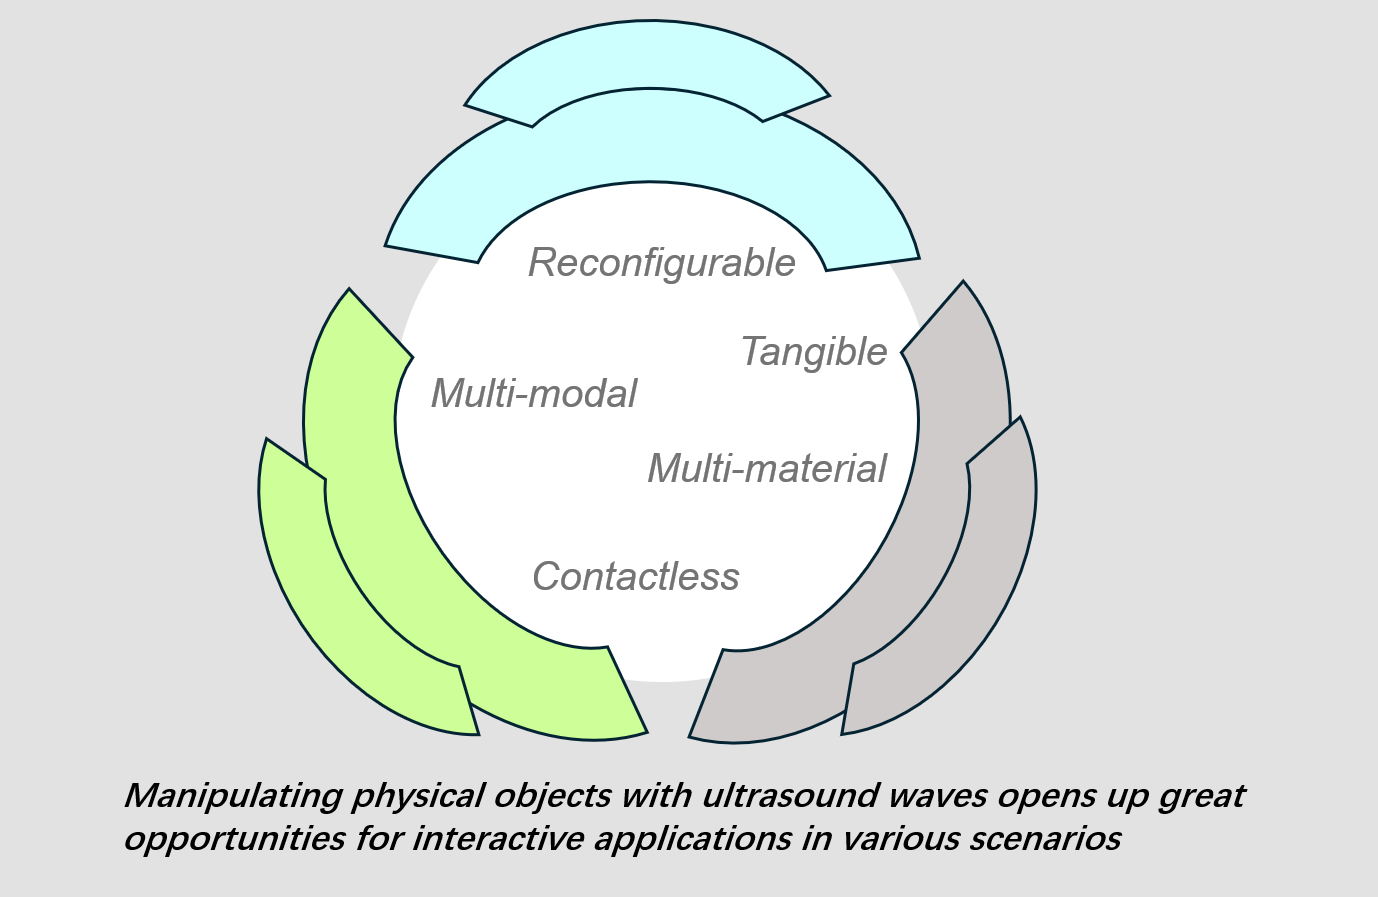 Reconfigurable
Tangible
Multi-modal
Multi-material
Contactless
Manipulating physical objects with ultrasound waves opens up great
opportunities for interactive applications in various scenarios